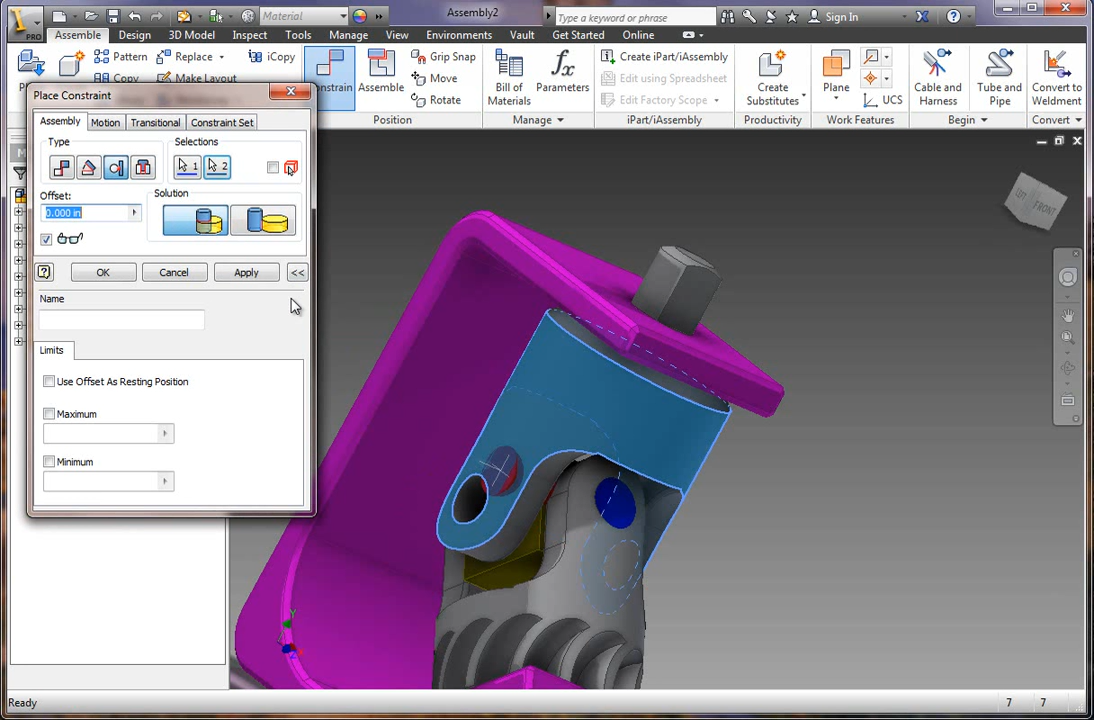 Material
Assembly2
Type a keyword or phrase
Sign In
PRO
Assemble
Design
3D Model
Inspect
Tools
Manage
View
Environments
Vault
Get Started
Online
Pattern
Replace
iCopy
Grip Snap
Create iPart/iAssembly
Copy
Make Layout
Assemble
Move
Bill of
Materials
Parameters
Edit using Spreadsheet
Create
Substitutes
Plane
Cable and
Harness
Tube and
Pipe
Convert to
Weldment
Rotate
Edit Factory Scope
UCS
Position
Manage
iPart/iAssembly
Productivity
Work Features
Begin
Convert
Place Constraint
Assembly
Motion
Transitional
Constraint Set
Type
Selections
1
2
Offset:
Solution
0.000 in
OK
Cancel
Apply
<<
Name
Limits
Use Offset As Resting Position
Maximum
Minimum
FRONT
Ready
7
7